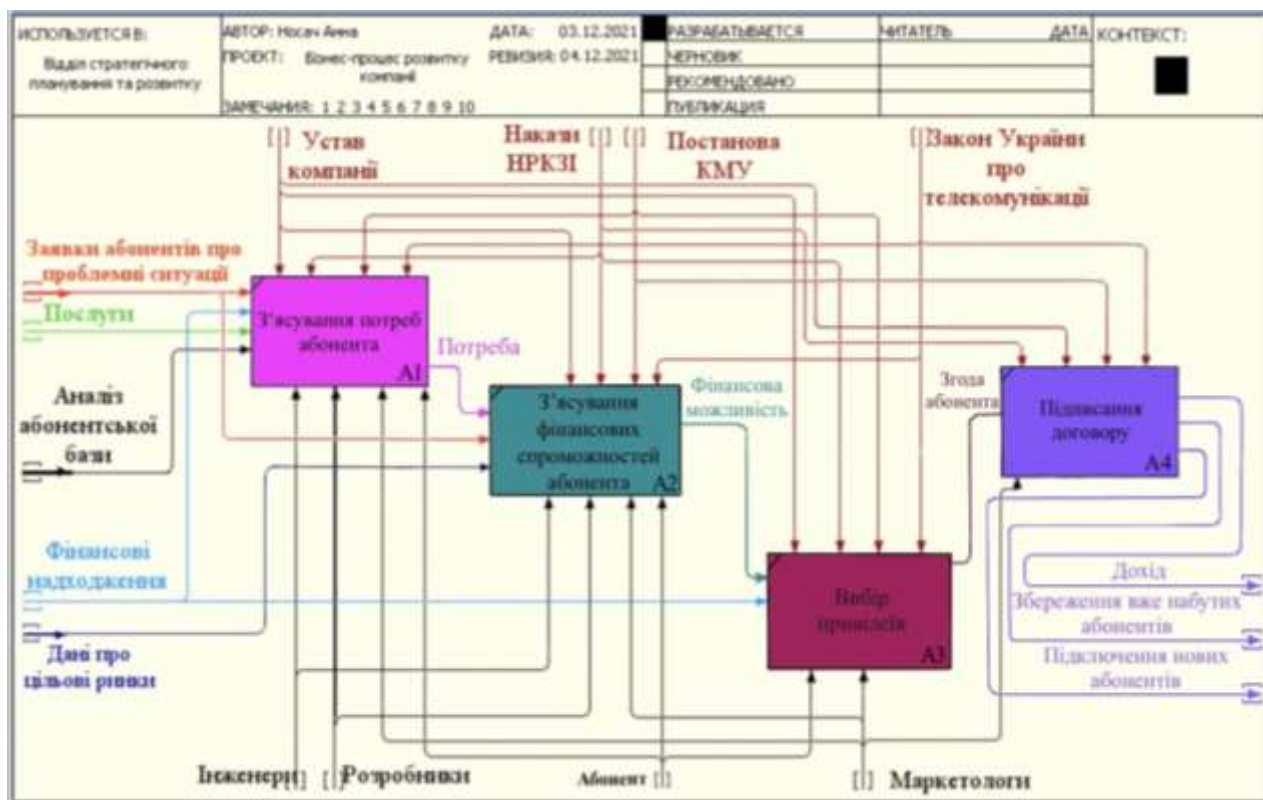 ИСПОЛЬЗУЕТСЯ В:
Відділ стратегічного
планування та розвитку
АВТОР: Носач Анна
ДАТА: 03.12.2021
ПРОЕКТ: Бізнес-процес розвитку
компанії
РЕВИЗИЯ: 04.12.2021
ЗАМЕЧАНИЯ: 1 2 3 4 5 6 7 8 9 10
РАЗРАБАТЫВАЕТСЯ
ЧЕРНОВИК
РЕКОМЕНДОВАНО
ПУБЛИКАЦИЯ
ЧИТАТЕЛЬ
ДАТА
КОНТЕКСТ:
Устав
компанії
Накази
НРКЗІ
Постанова
КМУ
Закон України
про
телекомунікації
Заявки абонентів про
проблемні ситуації
Послуги
Аналіз
абонентської
бази
Фінансові
надходження
Дані про
цільові ринки
З'ясування потреб
абонента
A1
Потреба
З'ясування
фінансових
спроможностей
абонента
A2
Фінансова
можливість
Вибір
привілеїв
A3
Згода
абонента
Підписання
договору
A4
Дохід
Збереження вже набутих
абонентів
Підключення нових
абонентів
Інженери
Розробники
Абонент
Маркетологи